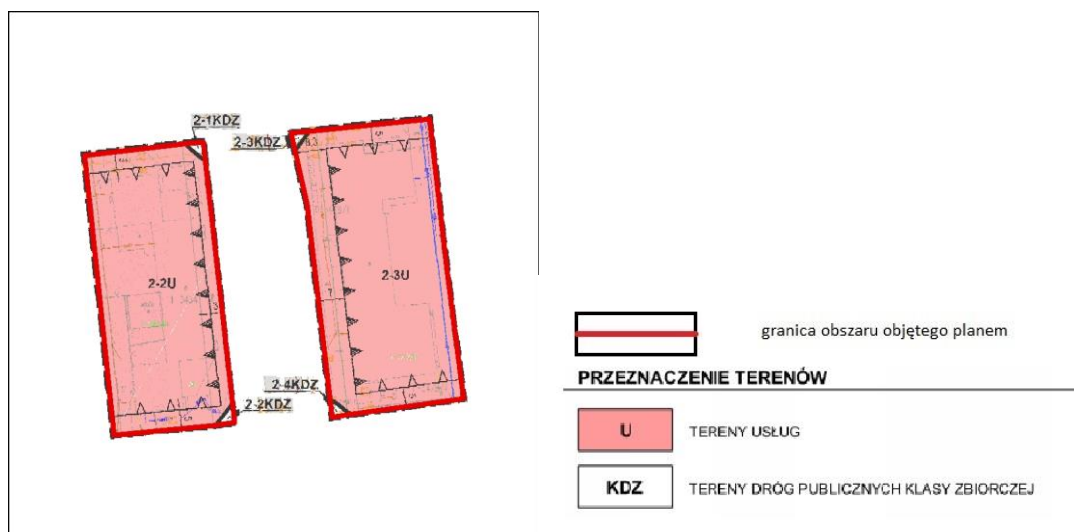 2-1KDZ
2-3KDZ
2-2U
2-3U
2-4KDZ
2-2KDZ
granica obszaru objętego planem
PRZEZNACZENIE TERENÓW
U TERENY USŁUG
KDZ TERENY DRÓG PUBLICZNYCH KLASY ZBIORCZEJ